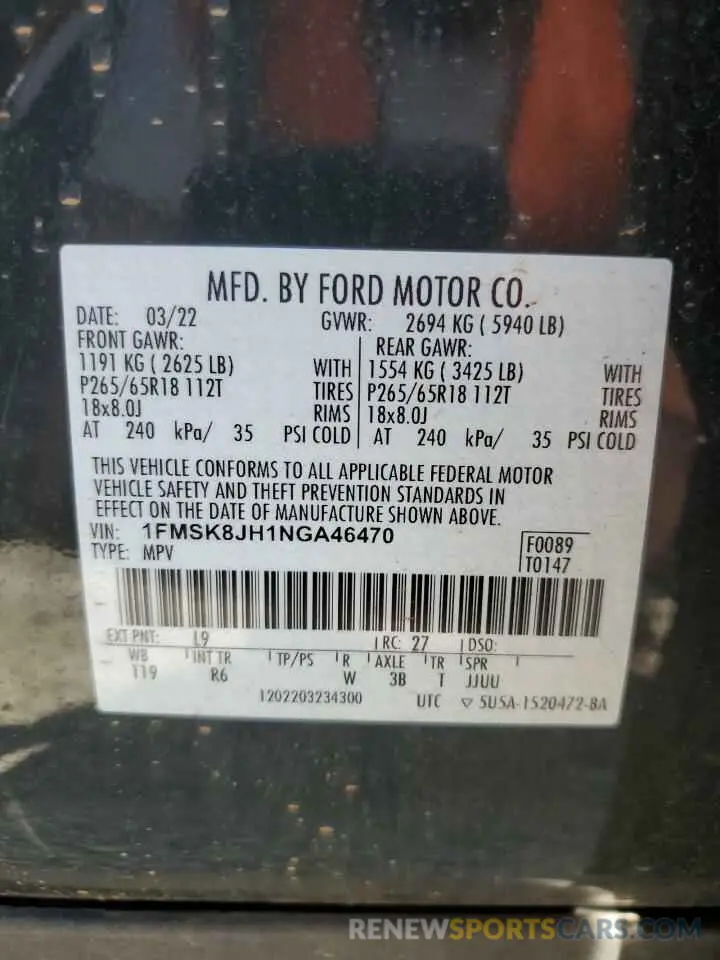 MFD. BY FORD MOTOR CO.
DATE: 03/22 GVWR: 2694 KG ( 5940 LB)
FRONT GAWR: REAR GAWR:
1191 KG ( 2625 LB) WITH 1554 KG ( 3425 LB) WITH
P265/65R18 112T TIRES P265/65R18 112T TIRES
18x8.0J RIMS 18x8.0J RIMS
AT 240 kPa/ 35 PSI COLD AT 240 kPa/ 35 PSI COLD
THIS VEHICLE CONFORMS TO ALL APPLICABLE FEDERAL MOTOR
VEHICLE SAFETY AND THEFT PREVENTION STANDARDS IN
EFFECT ON THE DATE OF MANUFACTURE SHOWN ABOVE.
VIN: 1FMSK8JH1NGA46470 F0089
TYPE: MPV T0147
EXT PNT: L9 RC: 27 DSO:
WB INT TR TP/PS R AXLE TR SPR
119 R6 W 3B T JJUU
1202203234300 UTC ▽ 5U5A-1520472-BA
RENEWSPORTSCARS.COM